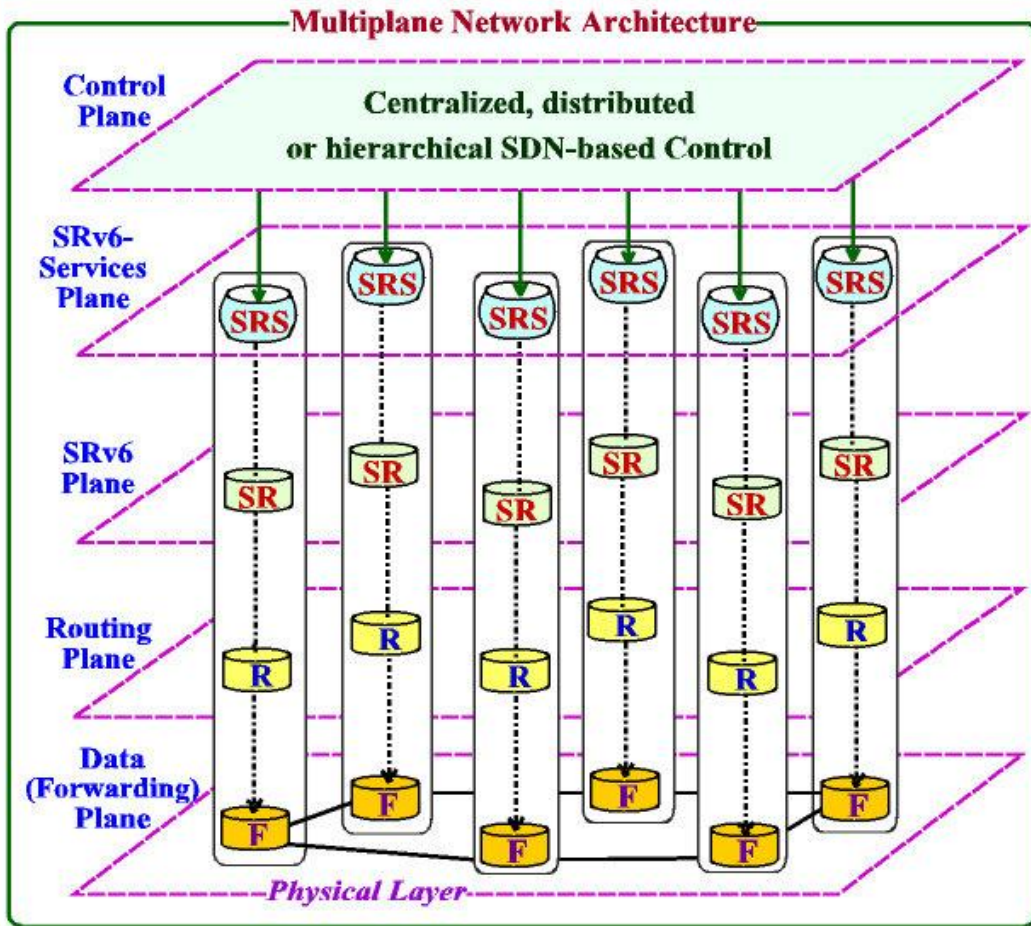 Multiplane Network Architecture
Control
Plane
Centralized, distributed
or hierarchical SDN-based Control
SRv6-
Services
Plane
SRS
SRS
SRS
SRS
SRS
SRS
SRv6
Plane
SR
SR
SR
SR
SR
SR
Routing
Plane
R
R
R
R
R
R
Data
(Forwarding)
Plane
F
F
F
F
F
F
Physical Layer